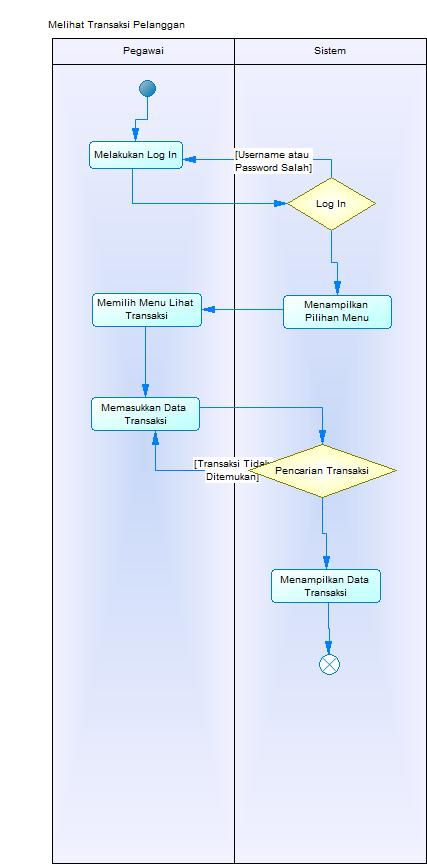 Melihat Transaksi Pelanggan
Pegawai
Sistem
Melakukan Log In
[Username atau
Password Salah]
Log In
Memilih Menu Lihat
Transaksi
Menampilkan
Pilihan Menu
Memasukkan Data
Transaksi
[Transaksi Tidak
Ditemukan]
Pencarian Transaksi
Menampilkan Data
Transaksi